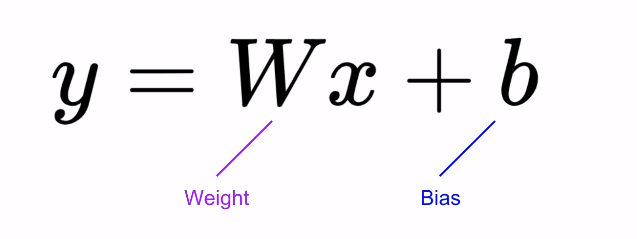 y = Wx + b
Weight Bias